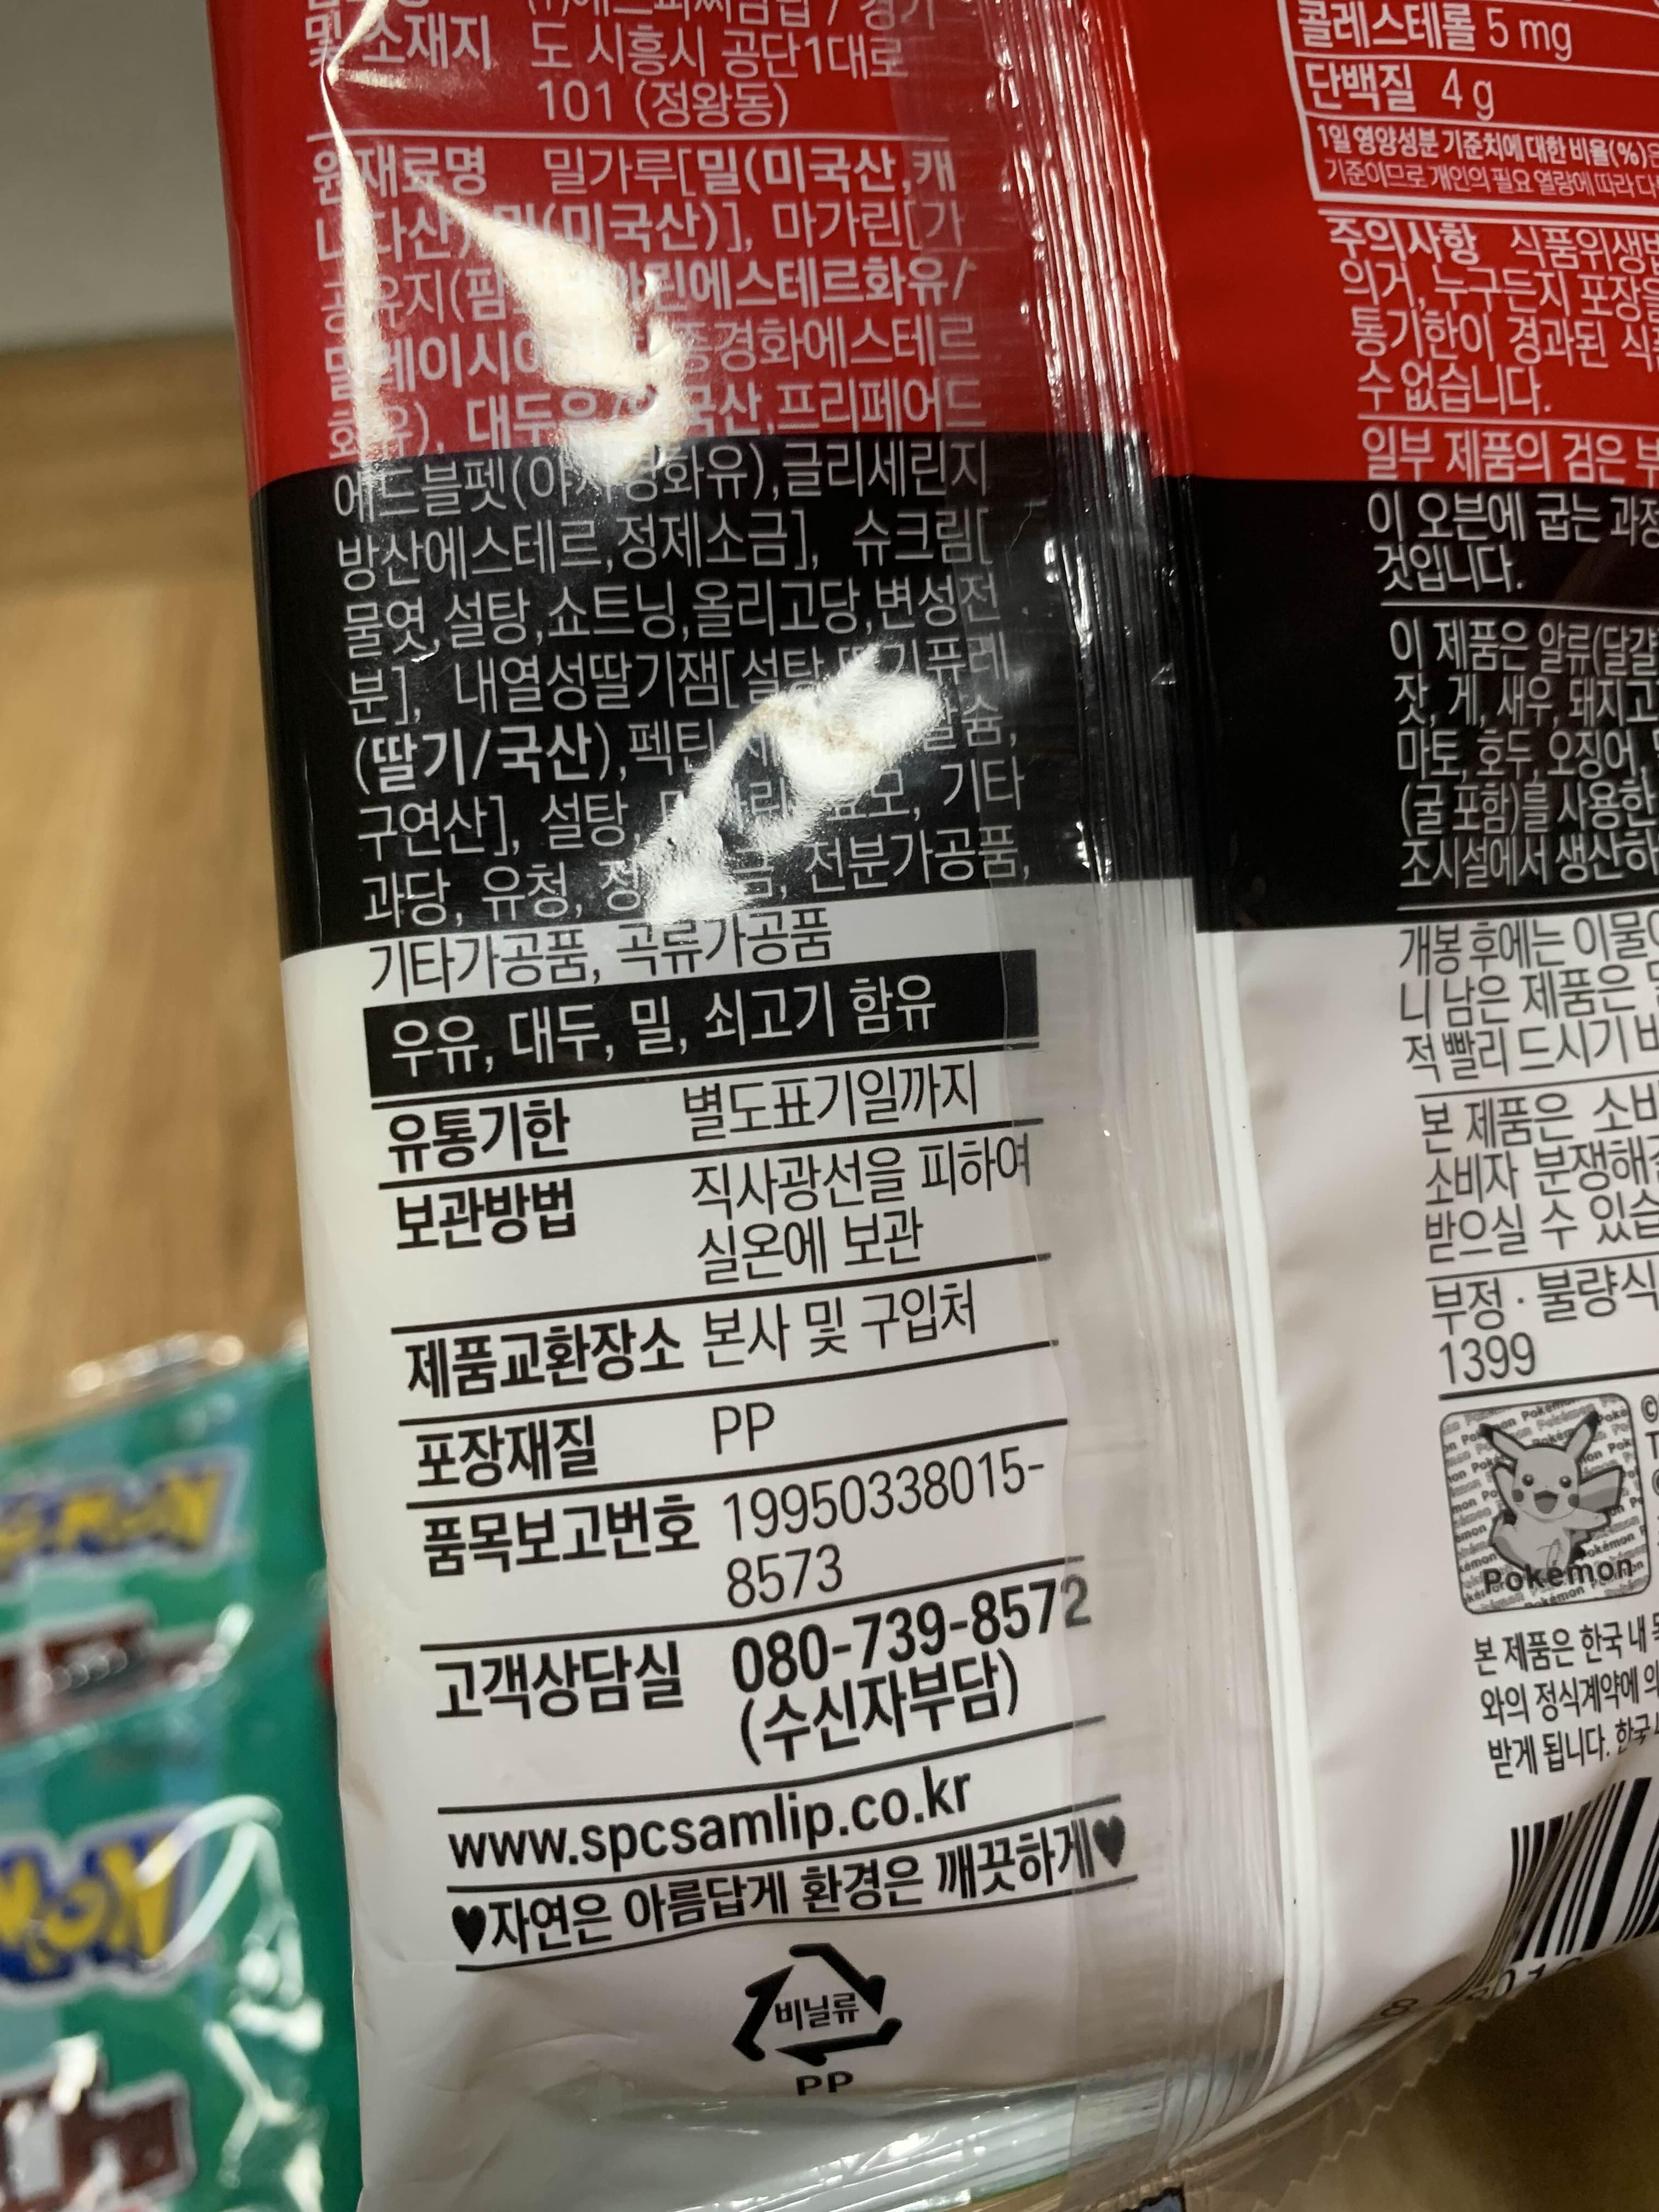 및 소재지 도 시흥시 공단1대로
101 (정왕동)
원재료명 밀가루[밀(미국산,캐
나다산), 밀(미국산)], 마가린[가
공유지(팜
에스테르화유/
말레이시아
경화에스테르
화유), 대두유
프리페어드
에드블펫
글리세린지
방산에스테르,정제소금], 슈크림[
물엿,설탕,쇼트닝,올리고당,변성전
분], 내열성딸기잼[설탕,딸기퓨레
(딸기/국산),펙틴
구연산], 설탕,
효모, 기타
과당, 유청,
전분가공품,
기타가공품, 곡류가공품
우유, 대두, 밀, 쇠고기 함유
유통기한 별도표기일까지
보관방법 직사광선을 피하여
실온에 보관
제품교환장소 본사 및 구입처
포장재질 PP
품목보고번호 19950338015-
8573
고객상담실 080-739-8572
(수신자부담)
www.spcsamlip.co.kr
♥자연은 아름답게 환경은 깨끗하게♥
비닐류
PP
콜레스테롤 5 mg
단백질 4 g
1일 영양성분 기준치에 대한 비율(%)은
기준이므로 개인의 필요 열량에 따라
주의사항 식품위생법
의거, 누구든지 포장을
통기한이 경과된
수 없습니다.
일부 제품의 검은
이 오븐에 굽는 과정
것입니다.
이 제품은 알류(달걀
잣, 게, 새우, 돼지고
마토, 호두, 오징어,
(굴 포함)를 사용한
조시설에서 생산하
개봉 후에는 이물
니 남은 제품은
적 빨리 드시기
본 제품은 소비
소비자 분쟁해결
받으실 수 있습
부정·불량식
1399
Pokémon
본 제품은 한국 내
와의 정식계약에
받게 됩니다. 한국